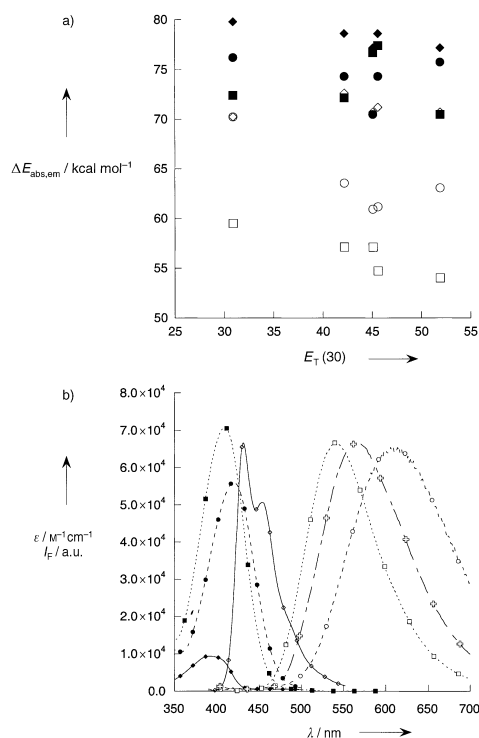 a)
80
75
70
65
60
55
50
ΔE_abs,em / kcal mol⁻¹
25 30 35 40 45 50 55
E_T (30)
b)
8.0×10⁴
7.0×10⁴
6.0×10⁴
5.0×10⁴
4.0×10⁴
3.0×10⁴
2.0×10⁴
1.0×10⁴
0.0
ε / M⁻¹cm⁻¹
I_F / a.u.
350 400 450 500 550 600 650 700
λ / nm